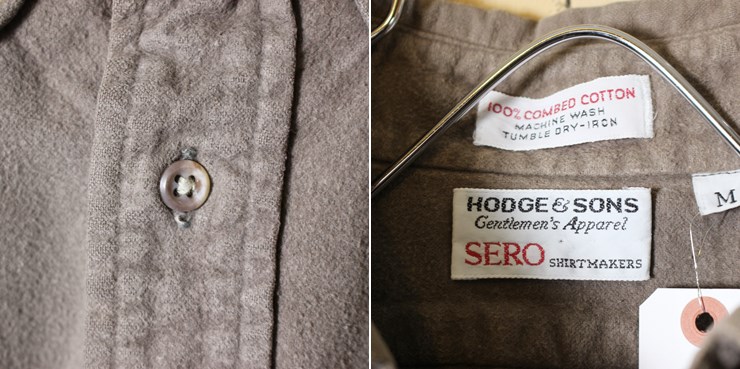 100% COMBED COTTON
MACHINE WASH
TUMBLE DRY-IRON
HODGE & SONS
Gentlemen's Apparel
SERO SHIRTMAKERS
M